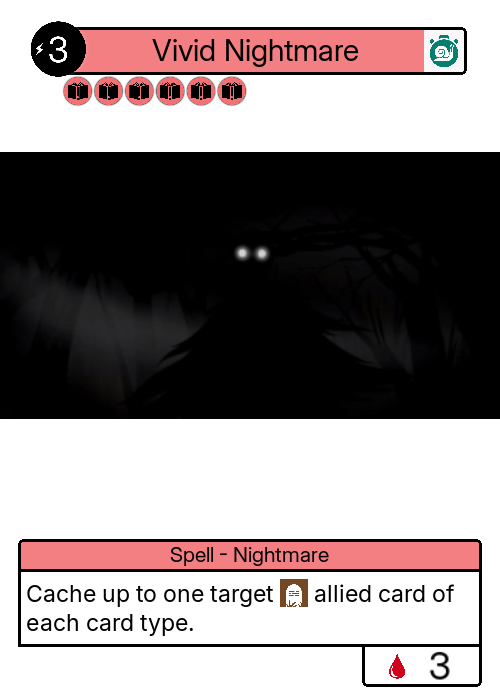 3 Vivid Nightmare
Spell - Nightmare
Cache up to one target allied card of
each card type.
3